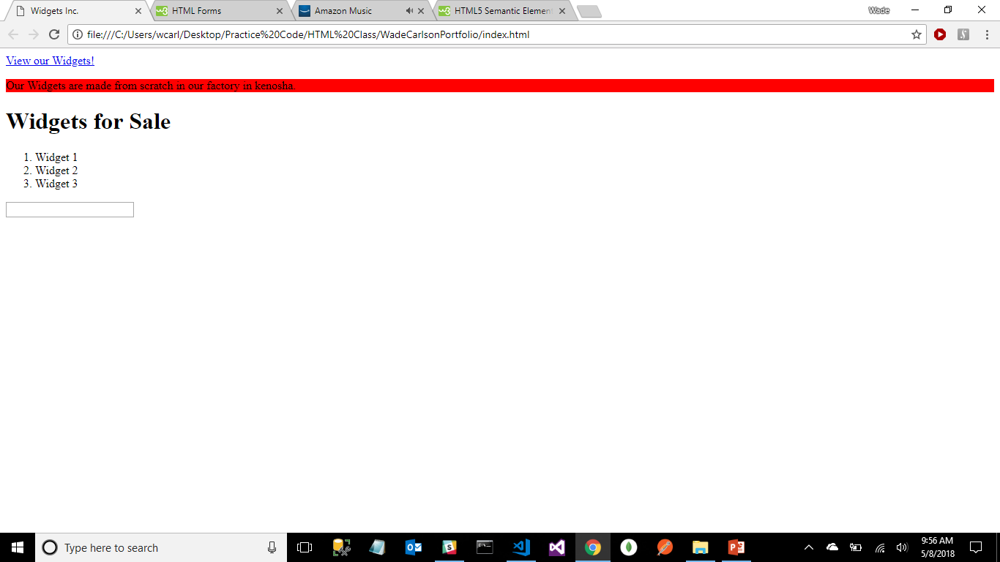 Widgets Inc.
HTML Forms
Amazon Music
HTML5 Semantic Elemen
Wade
file:///C:/Users/wcarl/Desktop/Practice%20Code/HTML%20Class/WadeCarlsonPortfolio/index.html
View our Widgets!
Our Widgets are made from scratch in our factory in kenosha.
Widgets for Sale
1. Widget 1
2. Widget 2
3. Widget 3
Type here to search
9:56 AM
5/8/2018